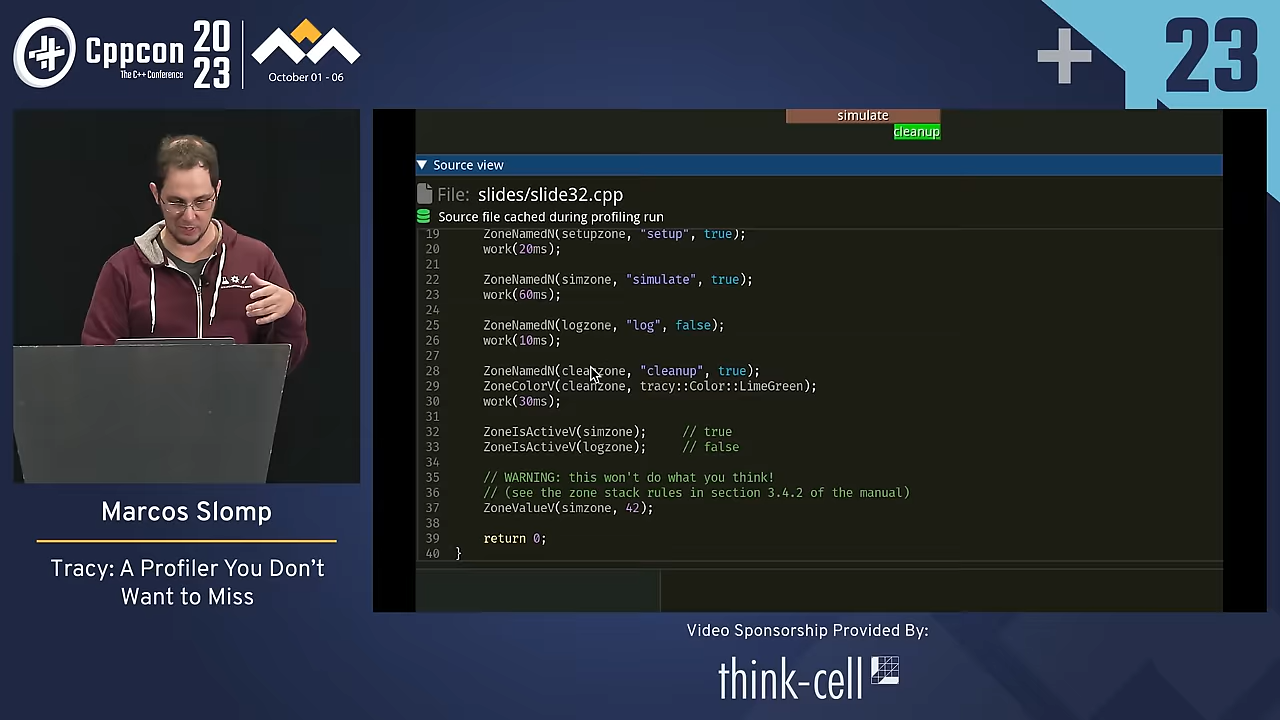 Cppcon
The C++ Conference
20
23
October 01 - 06
23
simulate
cleanup
Source view
File: slides/slide32.cpp
Source file cached during profiling run
19 ZoneNamedN(setupzone, "setup", true);
20 work(20ms);
21
22 ZoneNamedN(simzone, "simulate", true);
23 work(60ms);
24
25 ZoneNamedN(logzone, "log", false);
26 work(10ms);
27
28 ZoneNamedN(cleanzone, "cleanup", true);
29 ZoneColorV(cleanzone, tracy::Color::LimeGreen);
30 work(30ms);
31
32 ZoneIsActiveV(simzone); // true
33 ZoneIsActiveV(logzone); // false
34
35 // WARNING: this won't do what you think!
36 // (see the zone stack rules in section 3.4.2 of the manual)
37 ZoneValueV(simzone, 42);
38
39 return 0;
40 }
Marcos Slomp
Tracy: A Profiler You Don't
Want to Miss
Video Sponsorship Provided By:
think-cell